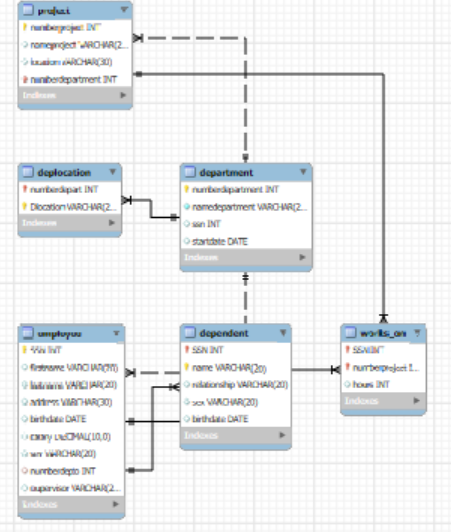 project
numberproject INT
nameproject VARCHAR(2...
location VARCHAR(30)
numberdepartment INT
Indexes
deplocation
numberdepart INT
Dlocation VARCHAR(2...
Indexes
department
numberdepartment INT
namedepartment VARCHAR(2...
ssn INT
startdate DATE
Indexes
employee
SSN INT
firstname VARCHAR(20)
lastname VARCHAR(20)
address VARCHAR(30)
birthdate DATE
salary DECIMAL(10,0)
sex VARCHAR(20)
numberdepto INT
supervisor VARCHAR(2...
Indexes
dependent
SSN INT
name VARCHAR(20)
relationship VARCHAR(20)
sex VARCHAR(20)
birthdate DATE
Indexes
works_on
SSN INT
numberproject I...
hours INT
Indexes